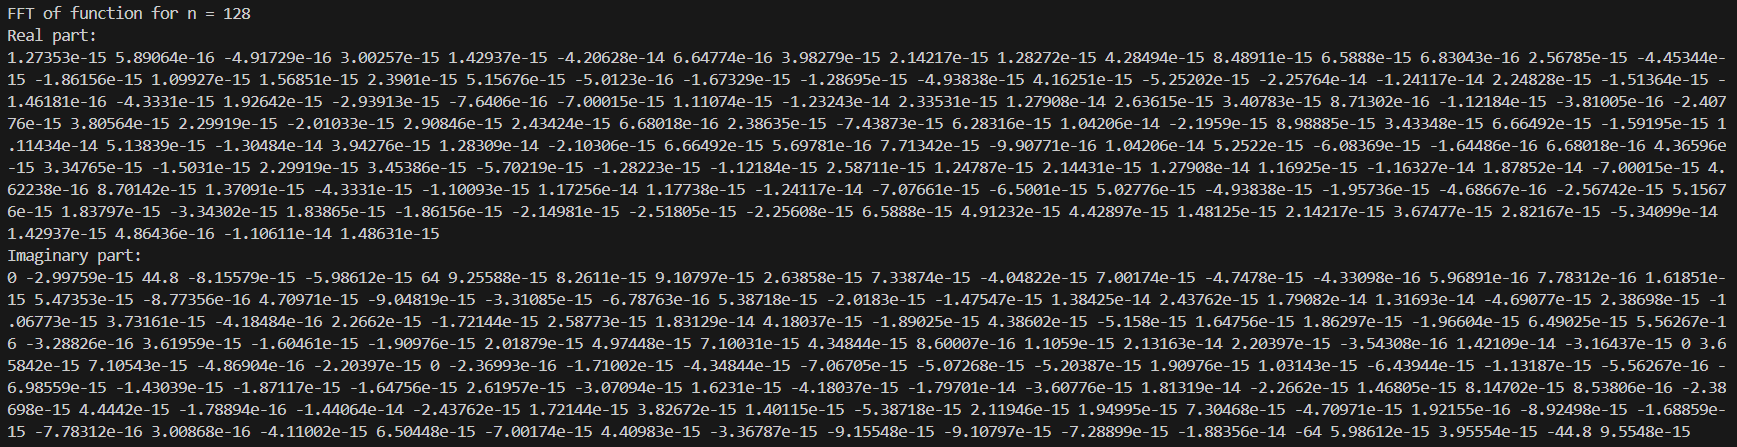 FFT of function for n = 128
Real part:
1.27353e-15 5.89064e-16 -4.91729e-16 3.00257e-15 1.42937e-15 -4.20628e-14 6.64774e-16 3.98279e-15 2.14217e-15 1.28272e-15 4.28494e-15 8.48911e-15 6.5888e-15 6.83043e-16 2.56785e-15 -4.45344e-
15 -1.86156e-15 1.09927e-15 1.56851e-15 2.3901e-15 5.15676e-15 -5.0123e-16 -1.67329e-15 -1.28695e-15 -4.93838e-15 4.16251e-15 -5.25202e-15 -2.25764e-14 -1.24117e-14 2.24828e-15 -1.51364e-15 -
1.46181e-16 -4.3331e-15 1.92642e-15 -2.93913e-15 -7.6406e-16 -7.00015e-15 1.11074e-15 -1.23243e-14 2.33531e-15 1.27908e-14 2.63615e-15 3.40783e-15 8.71302e-16 -1.12184e-15 -3.81005e-16 -2.407
76e-15 3.80564e-15 2.29919e-15 -2.01033e-15 2.90846e-15 2.43424e-15 6.68018e-16 2.38635e-15 -7.43873e-15 6.28316e-15 1.04206e-14 -2.1959e-15 8.98885e-15 3.43348e-15 6.66492e-15 -1.59195e-15 1
.11434e-14 5.13839e-15 -1.30484e-14 3.94276e-15 1.28309e-14 -2.10306e-15 6.66492e-15 5.69781e-16 7.71342e-15 -9.90771e-16 1.04206e-14 5.2522e-15 -6.08369e-15 -1.64486e-16 6.68018e-16 4.36596e
-15 3.34765e-15 -1.5031e-15 2.29919e-15 3.45386e-15 -5.70219e-15 -1.28223e-15 -1.12184e-15 2.58711e-15 1.24787e-15 2.14431e-15 1.27908e-14 1.16925e-15 -1.16327e-14 1.87852e-14 -7.00015e-15 4.
62238e-16 8.70142e-15 1.37091e-15 -4.3331e-15 -1.10093e-15 1.17256e-14 1.17738e-15 -1.24117e-14 -7.07661e-15 -6.5001e-15 5.02776e-15 -4.93838e-15 -1.95736e-15 -4.68667e-16 -2.56742e-15 5.1567
6e-15 1.83797e-15 -3.34302e-15 1.83865e-15 -1.86156e-15 -2.14981e-15 -2.51805e-15 -2.25608e-15 6.5888e-15 4.91232e-15 4.42897e-15 1.48125e-15 2.14217e-15 3.67477e-15 2.82167e-15 -5.34099e-14
1.42937e-15 4.86436e-16 -1.10611e-14 1.48631e-15
Imaginary part:
0 -2.99759e-15 44.8 -8.15579e-15 -5.98612e-15 64 9.25588e-15 8.2611e-15 9.10797e-15 2.63858e-15 7.33874e-15 -4.04822e-15 7.00174e-15 -4.7478e-15 -4.33098e-16 5.96891e-16 7.78312e-16 1.61851e-
15 5.47353e-15 -8.77356e-16 4.70971e-15 -9.04819e-15 -3.31085e-15 -6.78763e-16 5.38718e-15 -2.0183e-15 -1.47547e-15 1.38425e-14 2.43762e-15 1.79082e-14 1.31693e-14 -4.69077e-15 2.38698e-15 -1
.06773e-15 3.73161e-15 -4.18484e-16 2.2662e-15 -1.72144e-15 2.58773e-15 1.83129e-14 4.18037e-15 -1.89025e-15 4.38602e-15 -5.158e-15 1.64756e-15 1.86297e-15 -1.96604e-15 6.49025e-15 5.56267e-1
6 -3.28826e-16 3.61959e-15 -1.60461e-15 -1.90976e-15 2.01879e-15 4.97448e-15 7.10031e-15 4.34844e-15 8.60007e-16 1.1059e-15 2.13163e-14 2.20397e-15 -3.54308e-16 1.42109e-14 -3.16437e-15 0 3.6
5842e-15 7.10543e-15 -4.86904e-16 -2.20397e-15 0 -2.36993e-16 -1.71002e-15 -4.34844e-15 -7.06705e-15 -5.07268e-15 -5.20387e-15 1.90976e-15 1.03143e-15 -6.43944e-15 -1.13187e-15 -5.56267e-16 -
6.98559e-15 -1.43039e-15 -1.87117e-15 -1.64756e-15 2.61957e-15 -3.07094e-15 1.6231e-15 -4.18037e-15 -1.79701e-14 -3.60776e-15 1.81319e-14 -2.2662e-15 1.46805e-15 8.14702e-15 8.53806e-16 -2.38
698e-15 4.4442e-15 -1.78894e-16 -1.44064e-14 -2.43762e-15 1.72144e-15 3.82672e-15 1.40115e-15 -5.38718e-15 2.11946e-15 1.94995e-15 7.30468e-15 -4.70971e-15 1.92155e-16 -8.92498e-15 -1.68859e-
15 -7.78312e-16 3.00868e-16 -4.11002e-15 6.50448e-15 -7.00174e-15 4.40983e-15 -3.36787e-15 -9.15548e-15 -9.10797e-15 -7.28899e-15 -1.88356e-14 -64 5.98612e-15 3.95554e-15 -44.8 9.5548e-15